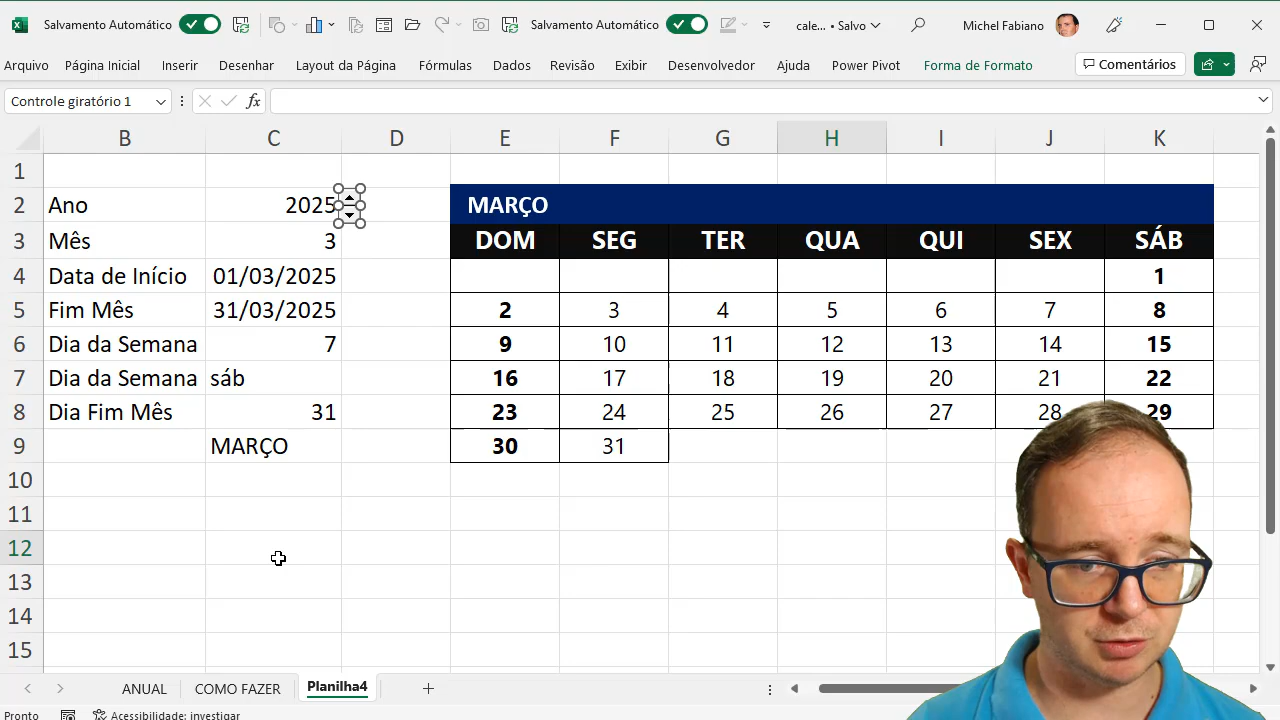 Salvamento Automático Salvamento Automático cale... • Salvo Michel Fabiano
Arquivo Página Inicial Inserir Desenhar Layout da Página Fórmulas Dados Revisão Exibir Desenvolvedor Ajuda Power Pivot Forma de Formato Comentários
Controle giratório 1 fx
B C D E F G H I J K
1
2 Ano 2025 MARÇO
3 Mês 3 DOM SEG TER QUA QUI SEX SÁB
4 Data de Início 01/03/2025 1
5 Fim Mês 31/03/2025 2 3 4 5 6 7 8
6 Dia da Semana 7 9 10 11 12 13 14 15
7 Dia da Semana sáb 16 17 18 19 20 21 22
8 Dia Fim Mês 31 23 24 25 26 27 28 29
9 MARÇO 30 31
10
11
12
13
14
15
ANUAL COMO FAZER Planilha4
Pronto Acessibilidade: investigar